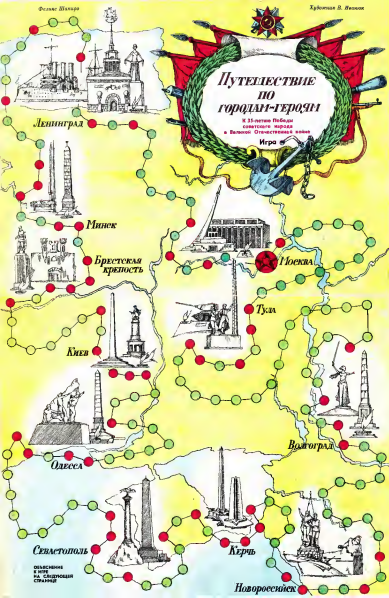 Феликс Шапиро
Художник В. Иванюк
Путешествие
по
городам-героям
К 35-летию Победы
советского народа
в Великой Отечественной войне
Игра
Ленинград
Минск
Брестская
крепость
Москва
Тула
Киев
Волгоград
Одесса
Севастополь
Керчь
Новороссийск
Объяснение
к игре
на следующей
странице